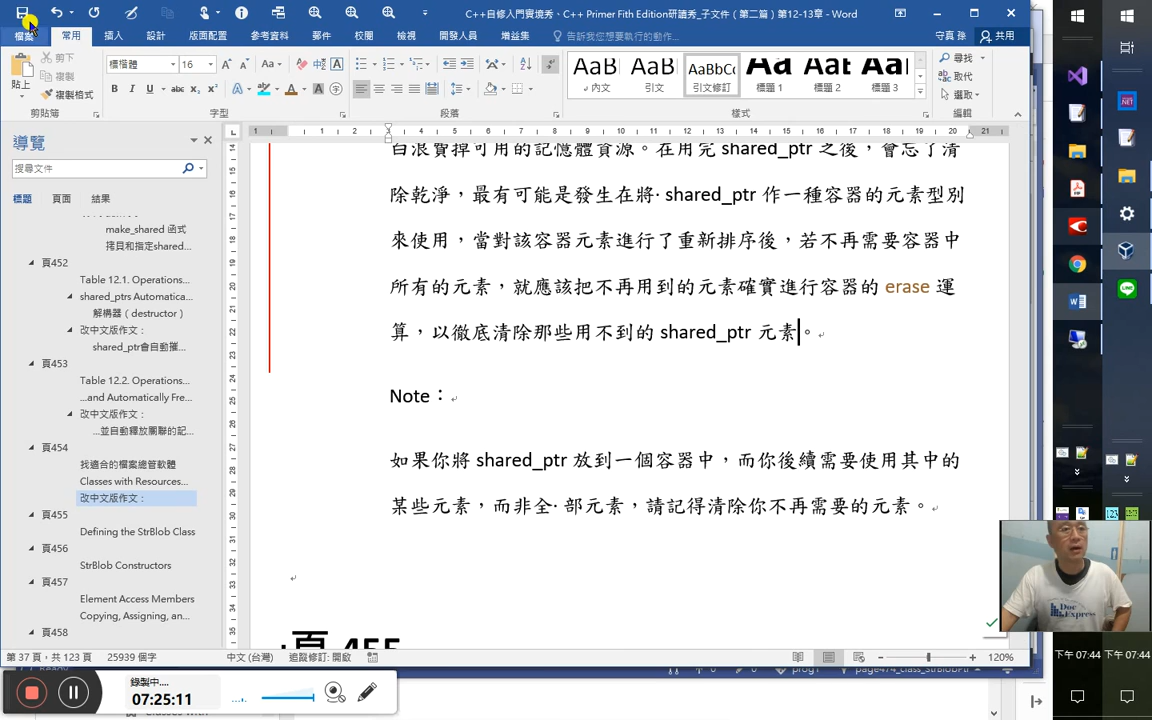 C++自修入門實境秀、C++ Primer Fith Edition研讀秀_子文件（第二篇）第12-13章 - Word
檔案 常用 插入 設計 版面配置 參考資料 郵件 校閱 檢視 開發人員 增益集 告訴我您想要執行的動作... 守真 孫 共用
剪下
複製
複製格式
貼上
標楷體 16
剪貼簿 字型 段落 樣式 編輯
內文 引文 引文修訂 標題 1 標題 2 標題 3
尋找
取代
選取
導覽
搜尋文件
標題 頁面 結果
make_shared 函式
拷貝和指定shared...
頁452
Table 12.1. Operations...
shared_ptrs Automatica...
解構器（destructor）
改中文版作文：
shared_ptr會自動摧...
頁453
Table 12.2. Operations...
...and Automatically Fre...
改中文版作文：
...並自動釋放關聯的記...
頁454
找適合的檔案總管軟體
Classes with Resources...
改中文版作文：
頁455
Defining the StrBlob Class
頁456
StrBlob Constructors
頁457
Element Access Members
Copying, Assigning, an...
頁458
白浪費掉可用的記憶體資源。在用完 shared_ptr 之後，會忘了清
除乾淨，最有可能是發生在將 shared_ptr 作一種容器的元素型別
來使用，當對該容器元素進行了重新排序後，若不再需要容器中
所有的元素，就應該把不再用到的元素確實進行容器的 erase 運
算，以徹底清除那些用不到的 shared_ptr 元素。
Note：
如果你將 shared_ptr 放到一個容器中，而你後續需要使用其中的
某些元素，而非全 部元素，請記得清除你不再需要的元素。
頁 455
第 37 頁，共 123 頁 25939 個字 中文 (台灣) 追蹤修訂: 開啟 120%
錄製中....
07:25:11
下午 07:44 下午 07:44